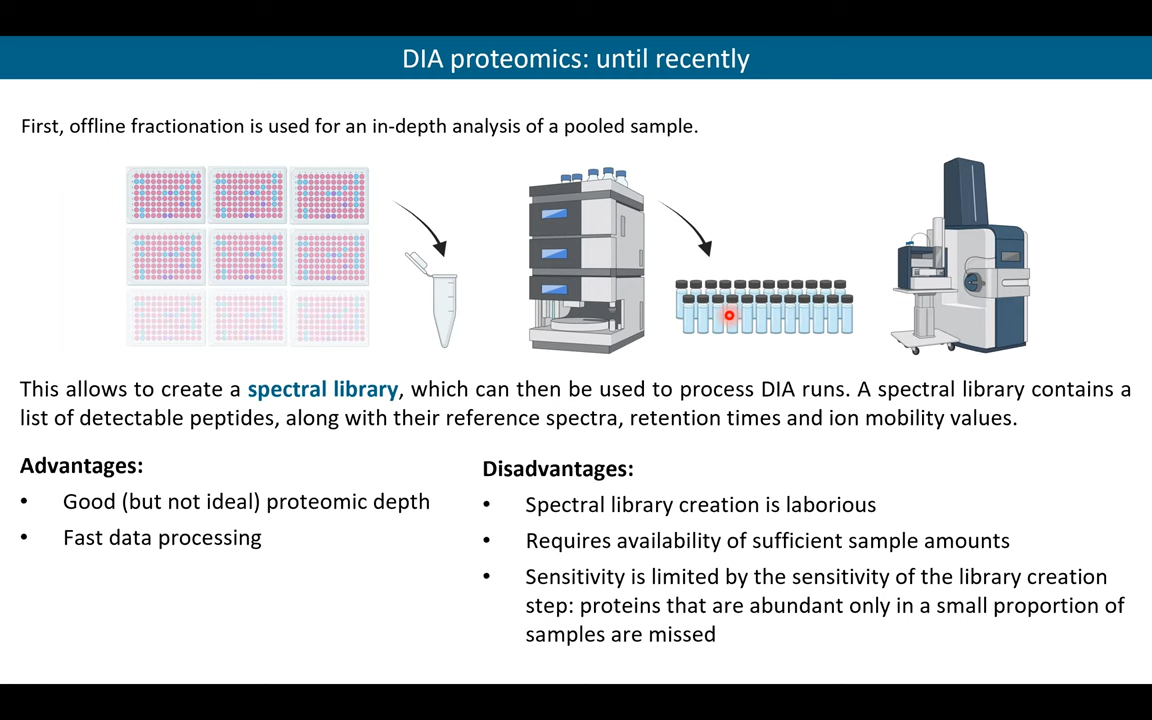 DIA proteomics: until recently
First, offline fractionation is used for an in-depth analysis of a pooled sample.
This allows to create a spectral library, which can then be used to process DIA runs. A spectral library contains a
list of detectable peptides, along with their reference spectra, retention times and ion mobility values.
Advantages:
• Good (but not ideal) proteomic depth
• Fast data processing
Disadvantages:
• Spectral library creation is laborious
• Requires availability of sufficient sample amounts
• Sensitivity is limited by the sensitivity of the library creation
step: proteins that are abundant only in a small proportion of
samples are missed